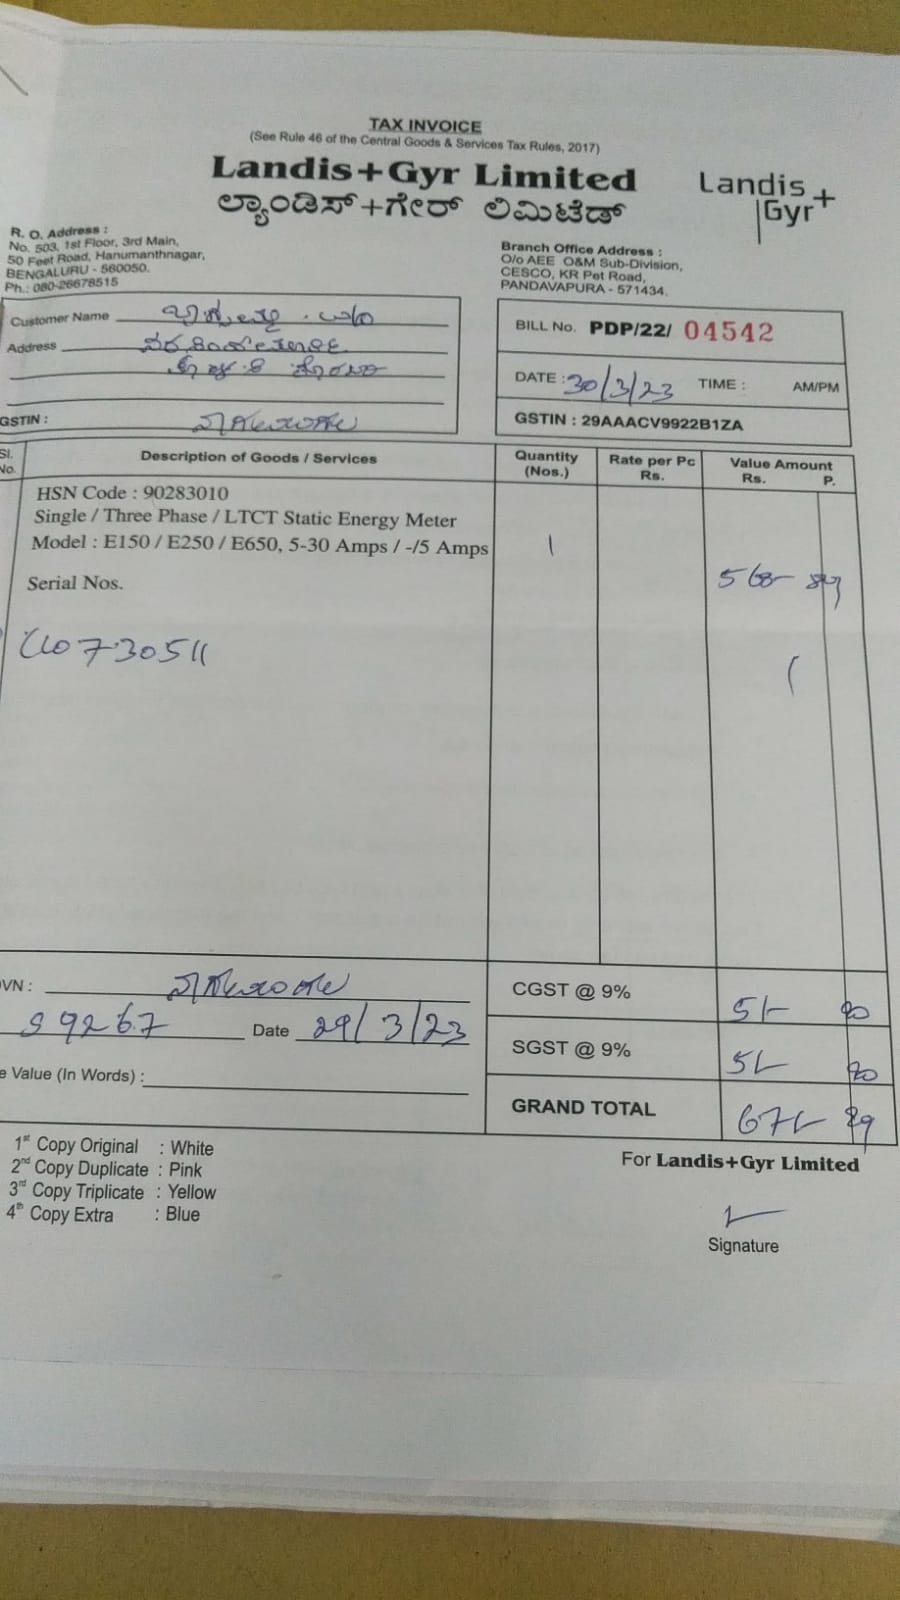 TAX INVOICE
(See Rule 46 of the Central Goods & Services Tax Rules, 2017)
Landis+Gyr Limited
ಲ್ಯಾಂಡಿಸ್+ಗೇರ್ ಲಿಮಿಟೆಡ್
Landis
Gyr+
R. O. Address :
No. 503, 1st Floor, 3rd Main,
50 Feet Road, Hanumanthnagar,
BENGALURU - 560050.
Ph.: 080-26678515
Branch Office Address :
O/o AEE O&M Sub-Division,
CESCO, KR Pet Road,
PANDAVAPURA - 571434.
Customer Name
Address
GSTIN :
BILL No. PDP/22/ 04542
DATE : 30/3/23 TIME : AM/PM
GSTIN : 29AAACV9922B1ZA
Sl. No. Description of Goods / Services Quantity (Nos.) Rate per Pc Rs. Value Amount Rs. P.
HSN Code : 90283010
Single / Three Phase / LTCT Static Energy Meter
Model : E150 / E250 / E650, 5-30 Amps / -/5 Amps 1
568-
Serial Nos.
VN :
CGST @ 9% 51-
Date 29/3/23
SGST @ 9% 51-
e Value (In Words) :
GRAND TOTAL 671-
1st Copy Original : White
2nd Copy Duplicate : Pink
3rd Copy Triplicate : Yellow
4th Copy Extra : Blue
For Landis+Gyr Limited
Signature